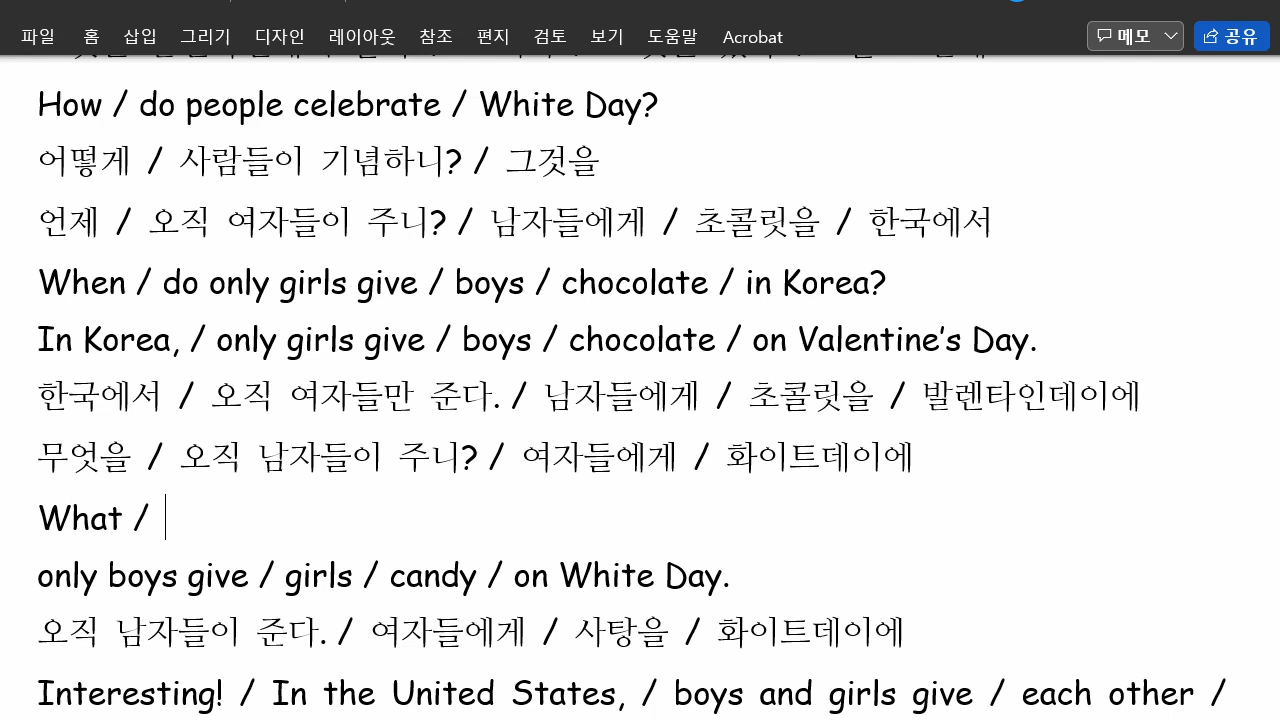 파일 홈 삽입 그리기 디자인 레이아웃 참조 편지 검토 보기 도움말 Acrobat 메모 공유
How / do people celebrate / White Day?
어떻게 / 사람들이 기념하니? / 그것을
언제 / 오직 여자들이 주니? / 남자들에게 / 초콜릿을 / 한국에서
When / do only girls give / boys / chocolate / in Korea?
In Korea, / only girls give / boys / chocolate / on Valentine’s Day.
한국에서 / 오직 여자들만 준다. / 남자들에게 / 초콜릿을 / 발렌타인데이에
무엇을 / 오직 남자들이 주니? / 여자들에게 / 화이트데이에
What /
only boys give / girls / candy / on White Day.
오직 남자들이 준다. / 여자들에게 / 사탕을 / 화이트데이에
Interesting! / In the United States, / boys and girls give / each other /